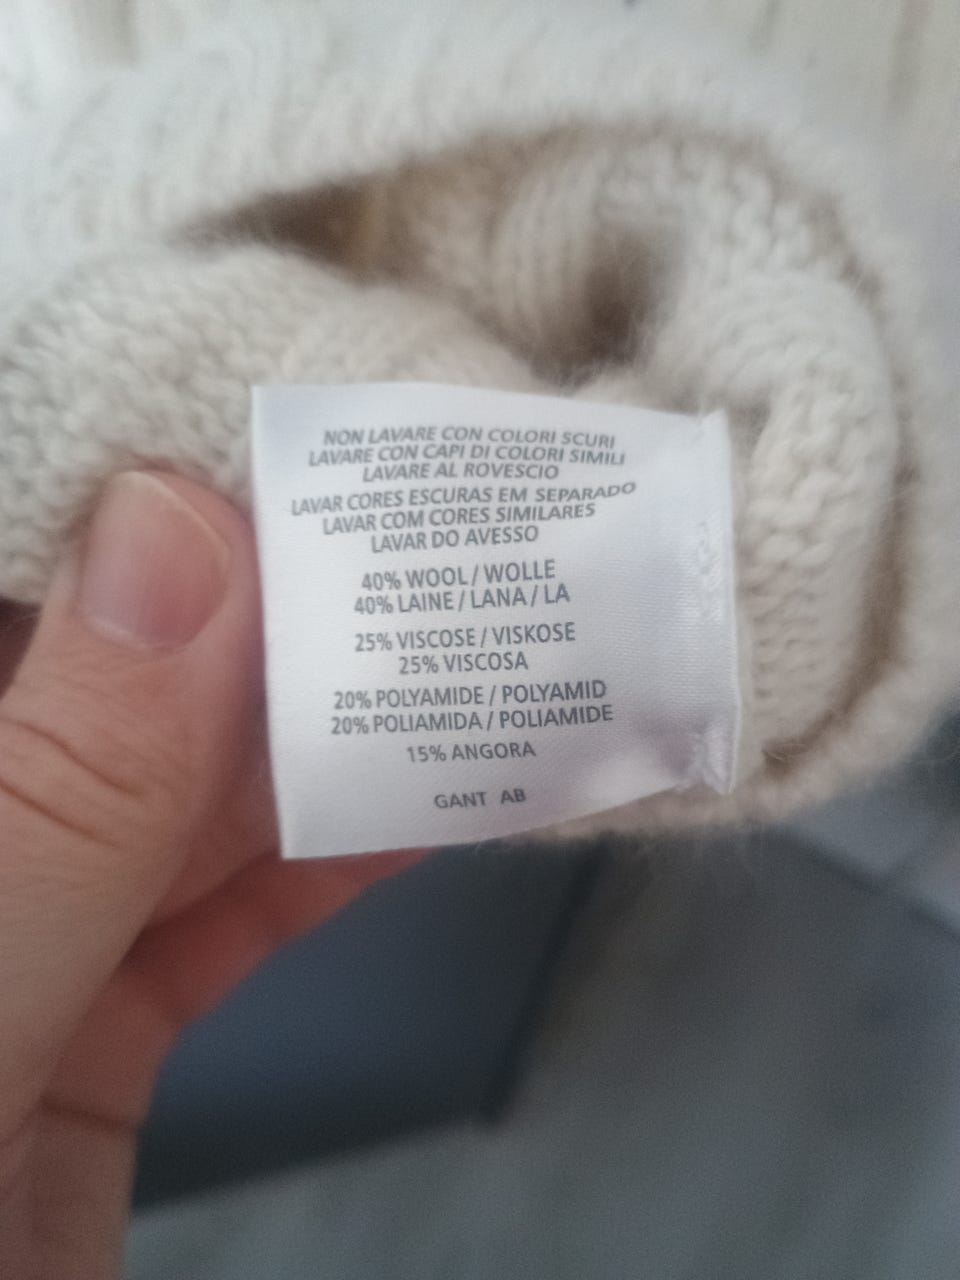 NON LAVARE CON COLORI SCURI
LAVARE CON CAPI DI COLORI SIMILI
LAVARE AL ROVESCIO
LAVAR CORES ESCURAS EM SEPARADO
LAVAR COM CORES SIMILARES
LAVAR DO AVESSO
40% WOOL / WOLLE
40% LAINE / LANA / LA
25% VISCOSE / VISKOSE
25% VISCOSA
20% POLYAMIDE / POLYAMID
20% POLIAMIDA / POLIAMIDE
15% ANGORA
GANT AB